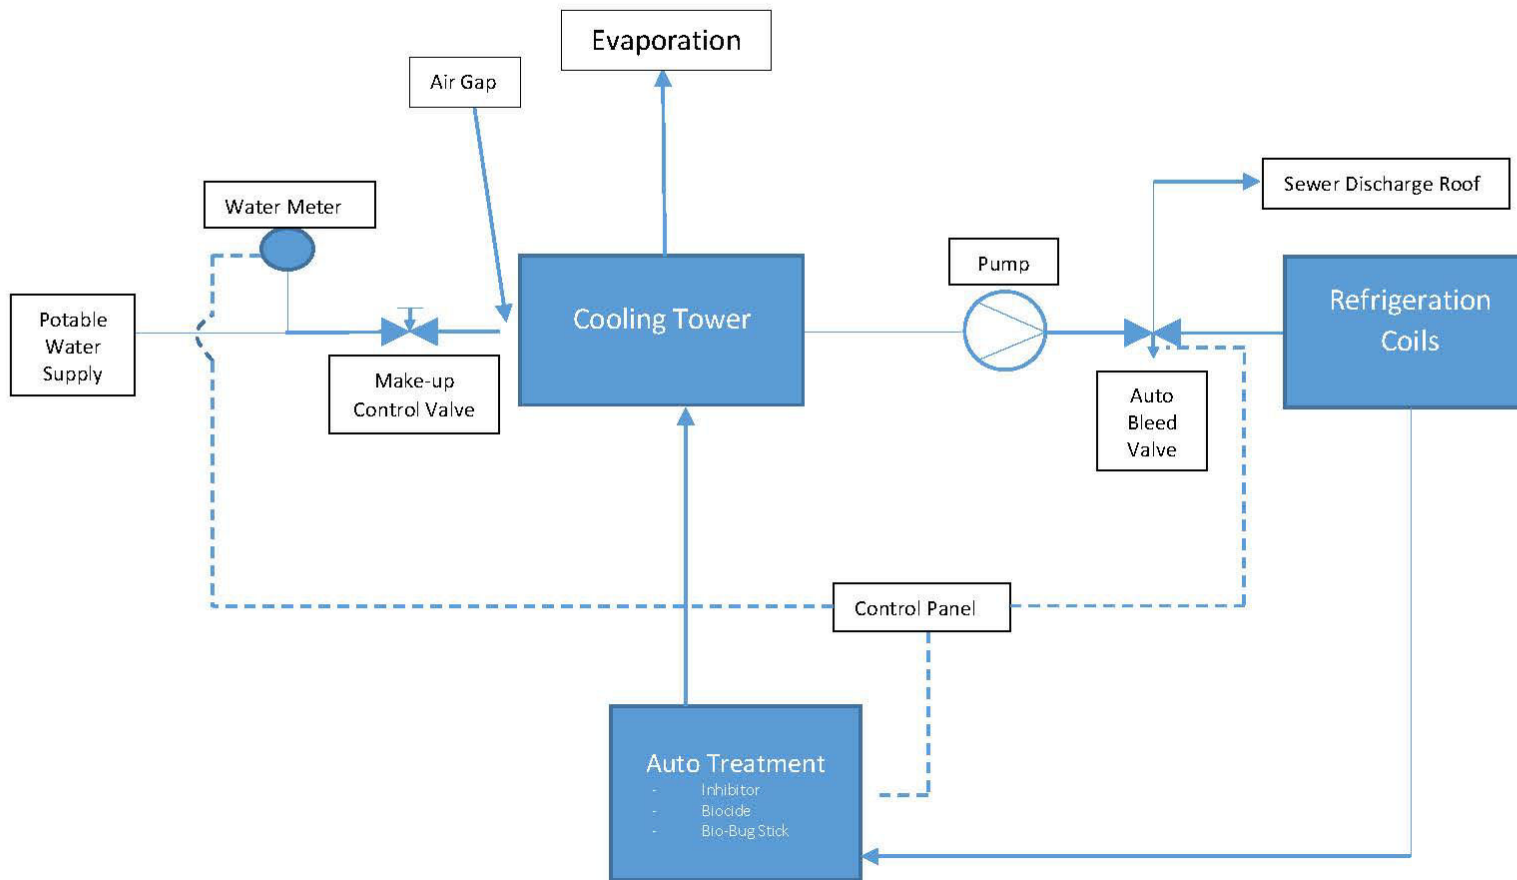 Evaporation
Air Gap
Sewer Discharge Roof
Water Meter
Pump
Potable
Water
Supply
Cooling Tower
Refrigeration
Coils
Make-up
Control Valve
Auto
Bleed
Valve
Control Panel
Auto Treatment
- Inhibitor
- Biocide
- Bio-Bug Stick